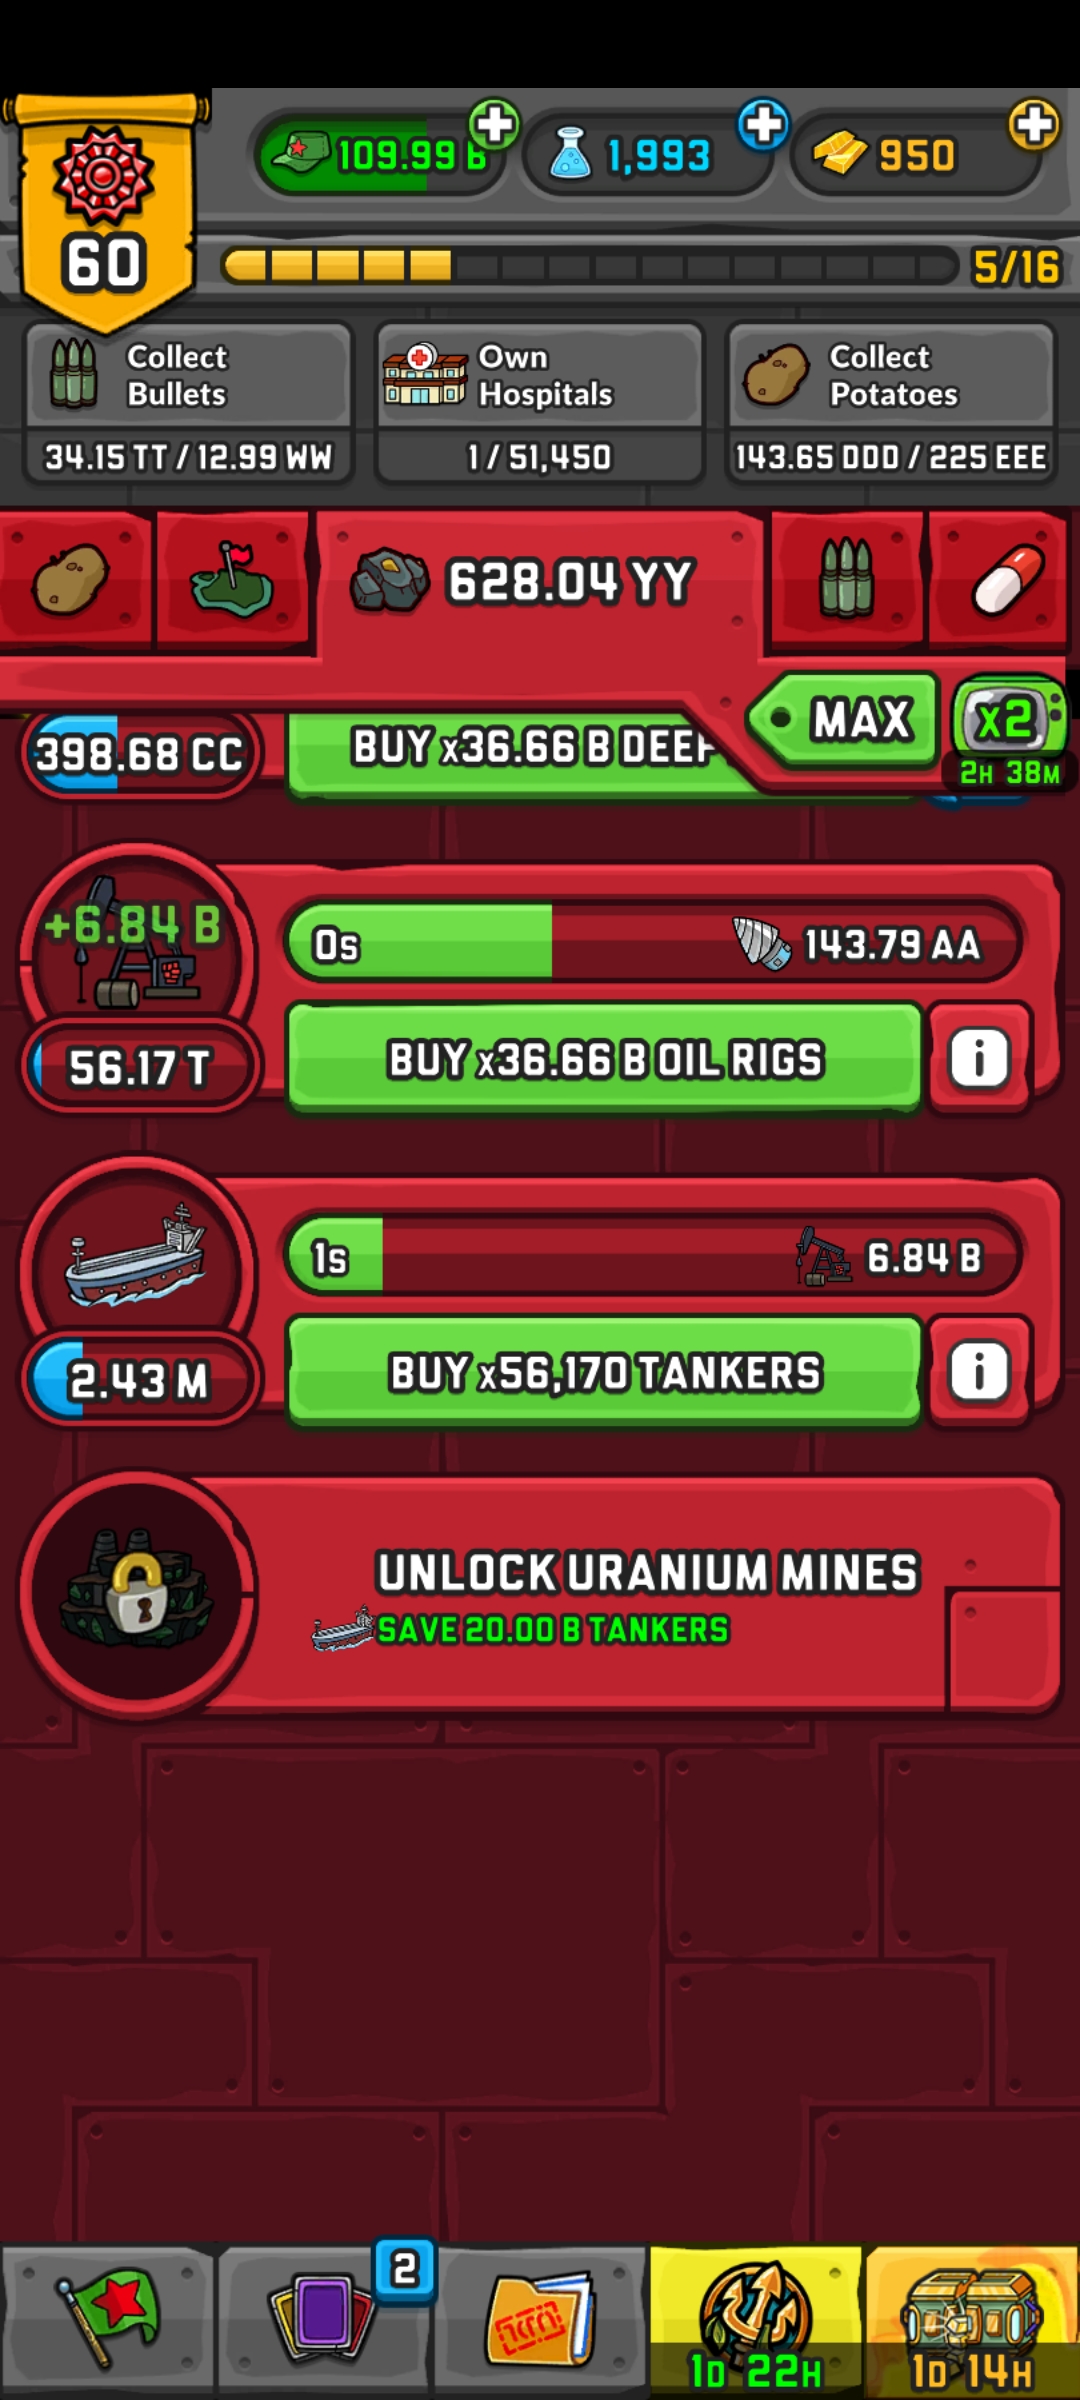 60
109.99 B
1,993
950
5/16
Collect
Bullets
34.15 TT / 12.99 WW
Own
Hospitals
1 / 51,450
Collect
Potatoes
143.65 DDD / 225 EEE
628.04 YY
MAX
x2
2H 38M
398.68 CC
BUY x36.66 B DEEP
+6.84 B
0s
143.79 AA
56.17 T
BUY x36.66 B OIL RIGS
i
1s
6.84 B
2.43 M
BUY x56,170 TANKERS
i
UNLOCK URANIUM MINES
SAVE 20.00 B TANKERS
2
1D 22H
1D 14H